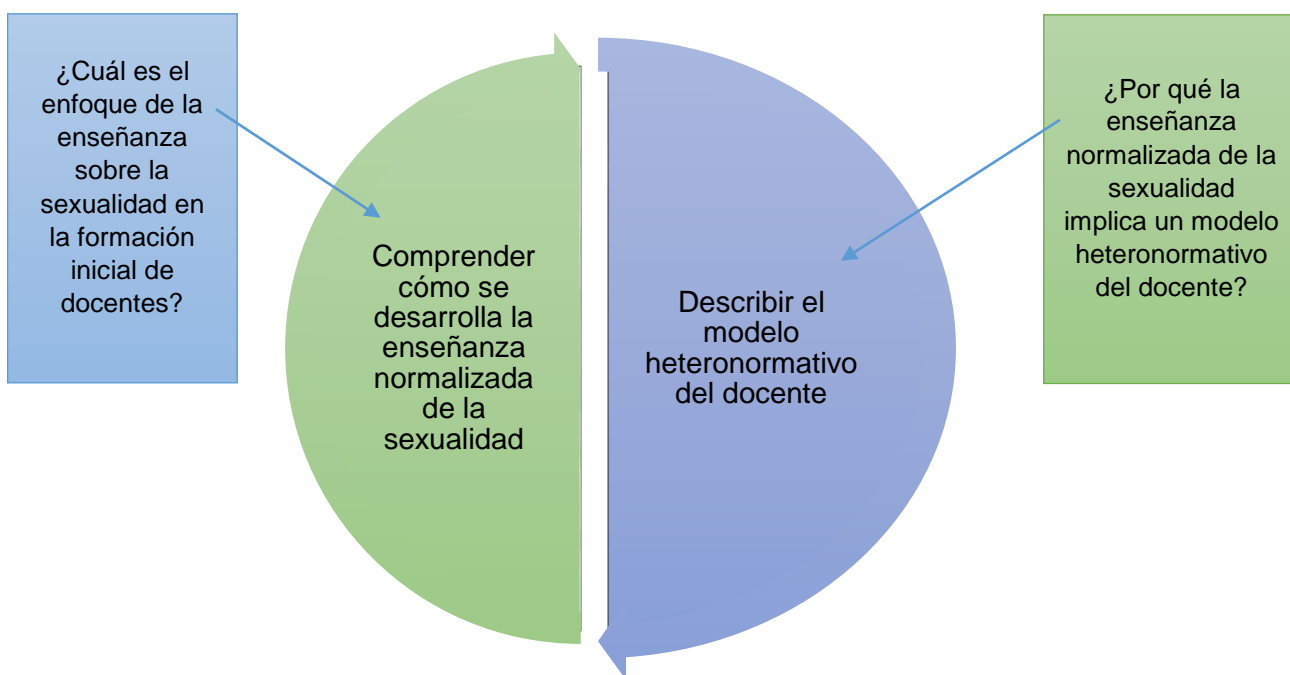 ¿Cuál es el
enfoque de la
enseñanza
sobre la
sexualidad en
la formación
inicial de
docentes?
Comprender
cómo se
desarrolla la
enseñanza
normalizada
de la
sexualidad
Describir el
modelo
heteronormativo
del docente
¿Por qué la
enseñanza
normalizada de la
sexualidad
implica un modelo
heteronormativo
del docente?